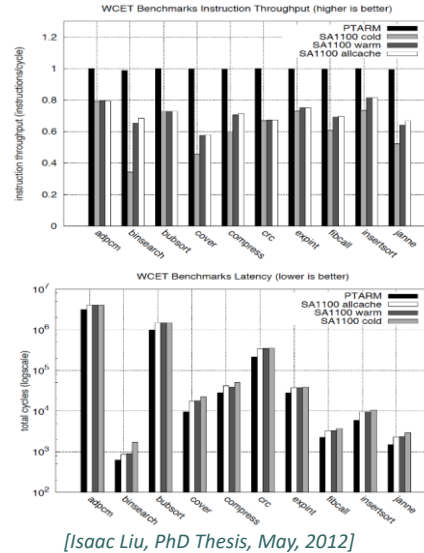 WCET Benchmarks Instruction Throughput (higher is better)
PTARM
SA1100 cold
SA1100 warm
SA1100 allcache
instruction throughput (instructions/cycle)
1.2
1
0.8
0.6
0.4
0.2
0
adpcm
binsearch
bubsort
cover
compress
crc
expint
fibcall
insertsort
janne
WCET Benchmarks Latency (lower is better)
PTARM
SA1100 allcache
SA1100 warm
SA1100 cold
total cycles (logscale)
10^7
10^6
10^5
10^4
10^3
10^2
adpcm
binsearch
bubsort
cover
compress
crc
expint
fibcall
insertsort
janne
[Isaac Liu, PhD Thesis, May, 2012]